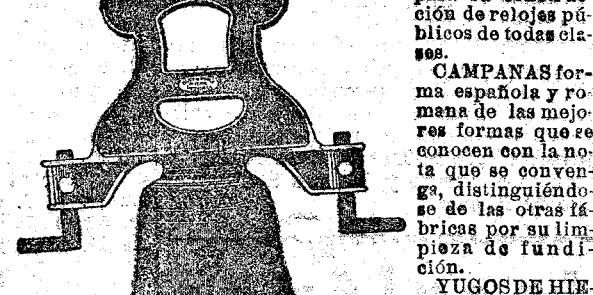 ción de relojes pú-
blicos de todas cla-
ses.
CAMPANAS for-
ma española y ro-
mana de las mejo-
res formas que se
conocen con la no-
ta que se conven-
ga, distinguiéndo-
se de las otras fá-
bricas por su lim-
pieza de fundi-
ción.
YUGOS DE HIE-